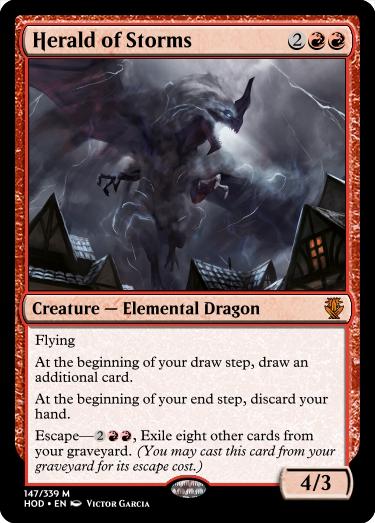 Herald of Storms 2
Creature — Elemental Dragon
Flying
At the beginning of your draw step, draw an
additional card.
At the beginning of your end step, discard your
hand.
Escape—2, Exile eight other cards from
your graveyard. (You may cast this card from your
graveyard for its escape cost.)
4/3
147/339 M
HOD • EN Victor Garcia